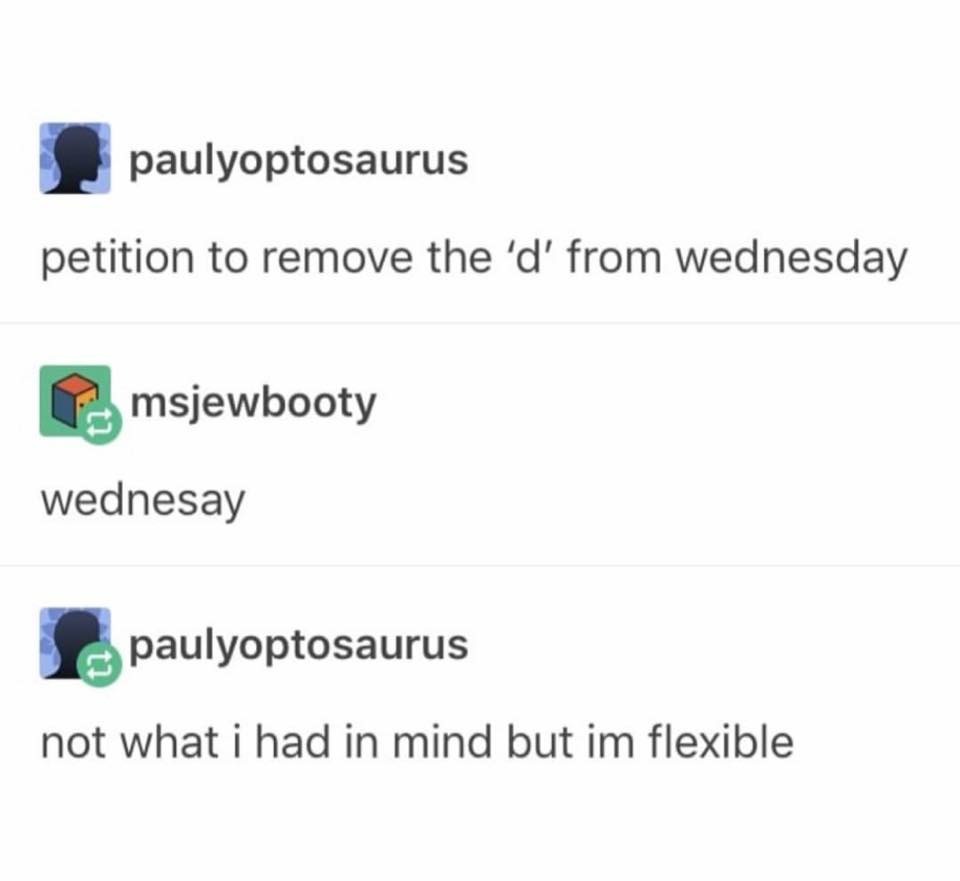 paulyoptosaurus
petition to remove the ‘d’ from wednesday
msjewbooty
wednesay
paulyoptosaurus
not what i had in mind but im flexible